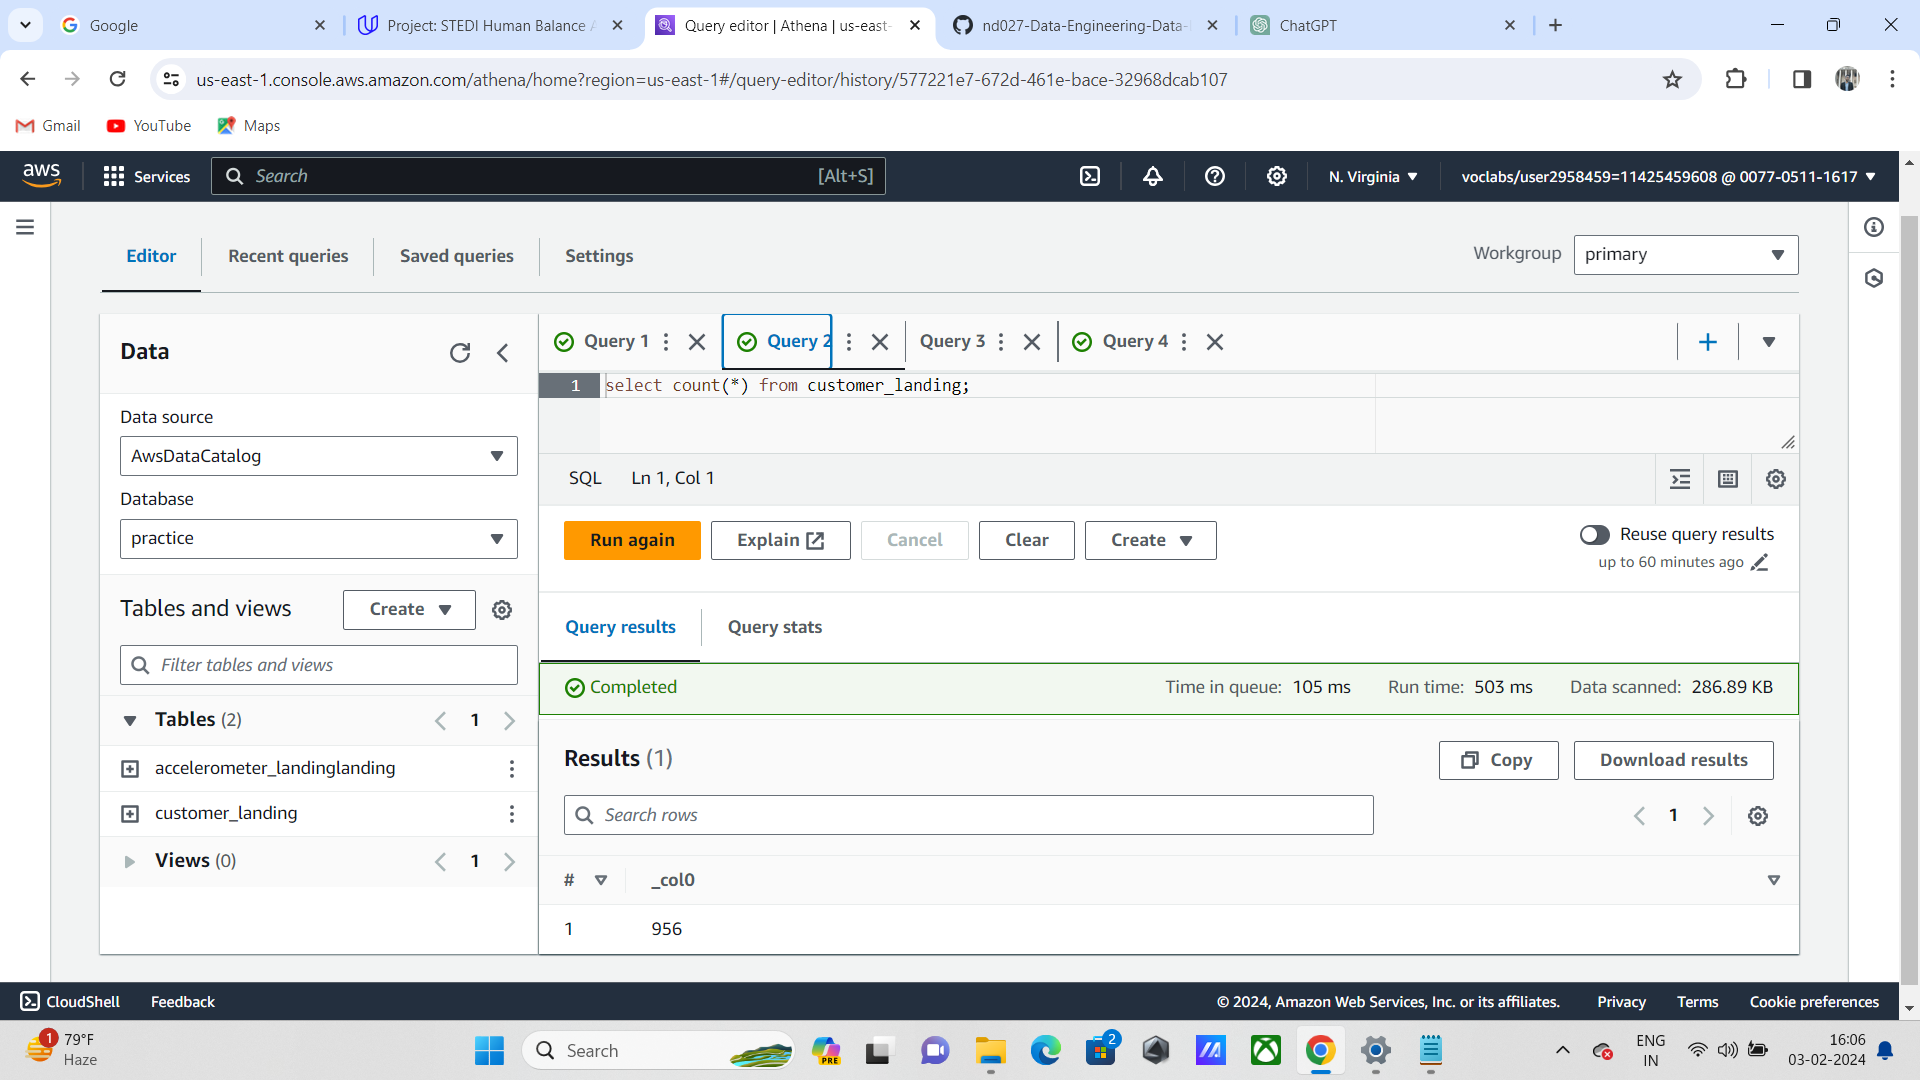 Google
Project: STEDI Human Balance A
Query editor | Athena | us-east-
nd027-Data-Engineering-Data-
ChatGPT
us-east-1.console.aws.amazon.com/athena/home?region=us-east-1#/query-editor/history/577221e7-672d-461e-bace-32968dcab107
Gmail
YouTube
Maps
aws
Services
Search
[Alt+S]
N. Virginia
voclabs/user2958459=11425459608 @ 0077-0511-1617
Editor
Recent queries
Saved queries
Settings
Workgroup
primary
Data
Data source
AwsDataCatalog
Database
practice
Tables and views
Create
Filter tables and views
Tables (2)
1
accelerometer_landinglanding
customer_landing
Views (0)
1
Query 1
Query 2
Query 3
Query 4
1 select count(*) from customer_landing;
SQL
Ln 1, Col 1
Run again
Explain
Cancel
Clear
Create
Reuse query results
up to 60 minutes ago
Query results
Query stats
Completed
Time in queue: 105 ms
Run time: 503 ms
Data scanned: 286.89 KB
Results (1)
Copy
Download results
Search rows
1
# _col0
1 956
CloudShell
Feedback
© 2024, Amazon Web Services, Inc. or its affiliates.
Privacy
Terms
Cookie preferences
1
79°F
Haze
Search
PRE
2
ENG
IN
16:06
03-02-2024